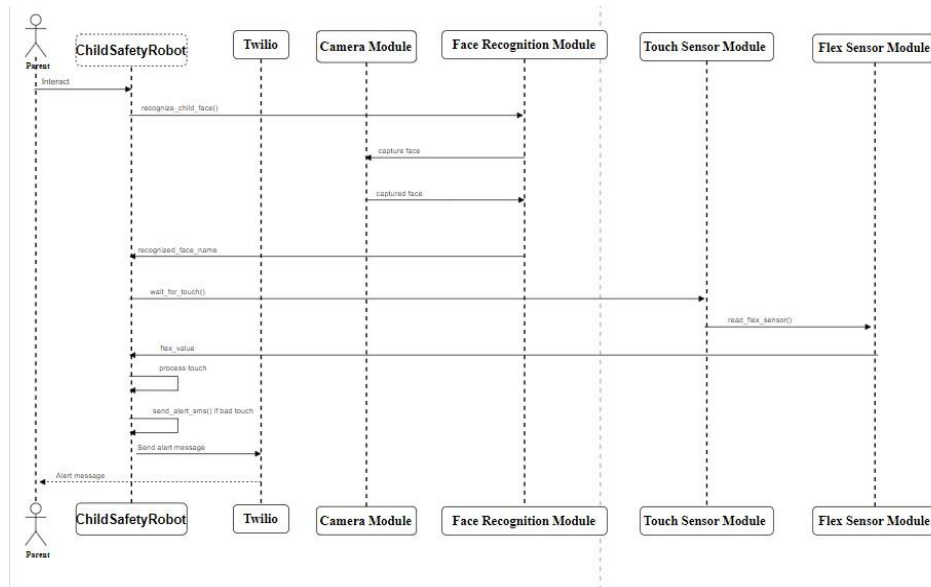 Parent
ChildSafetyRobot
Twilio
Camera Module
Face Recognition Module
Touch Sensor Module
Flex Sensor Module
Interact
recognize_child_face()
capture face
captured face
recognized_face_name
wait_for_touch()
read_flex_sensor()
flex_value
process touch
send_alert_sms() if bad touch
Send alert message
Alert message
ChildSafetyRobot
Twilio
Camera Module
Face Recognition Module
Touch Sensor Module
Flex Sensor Module
Parent